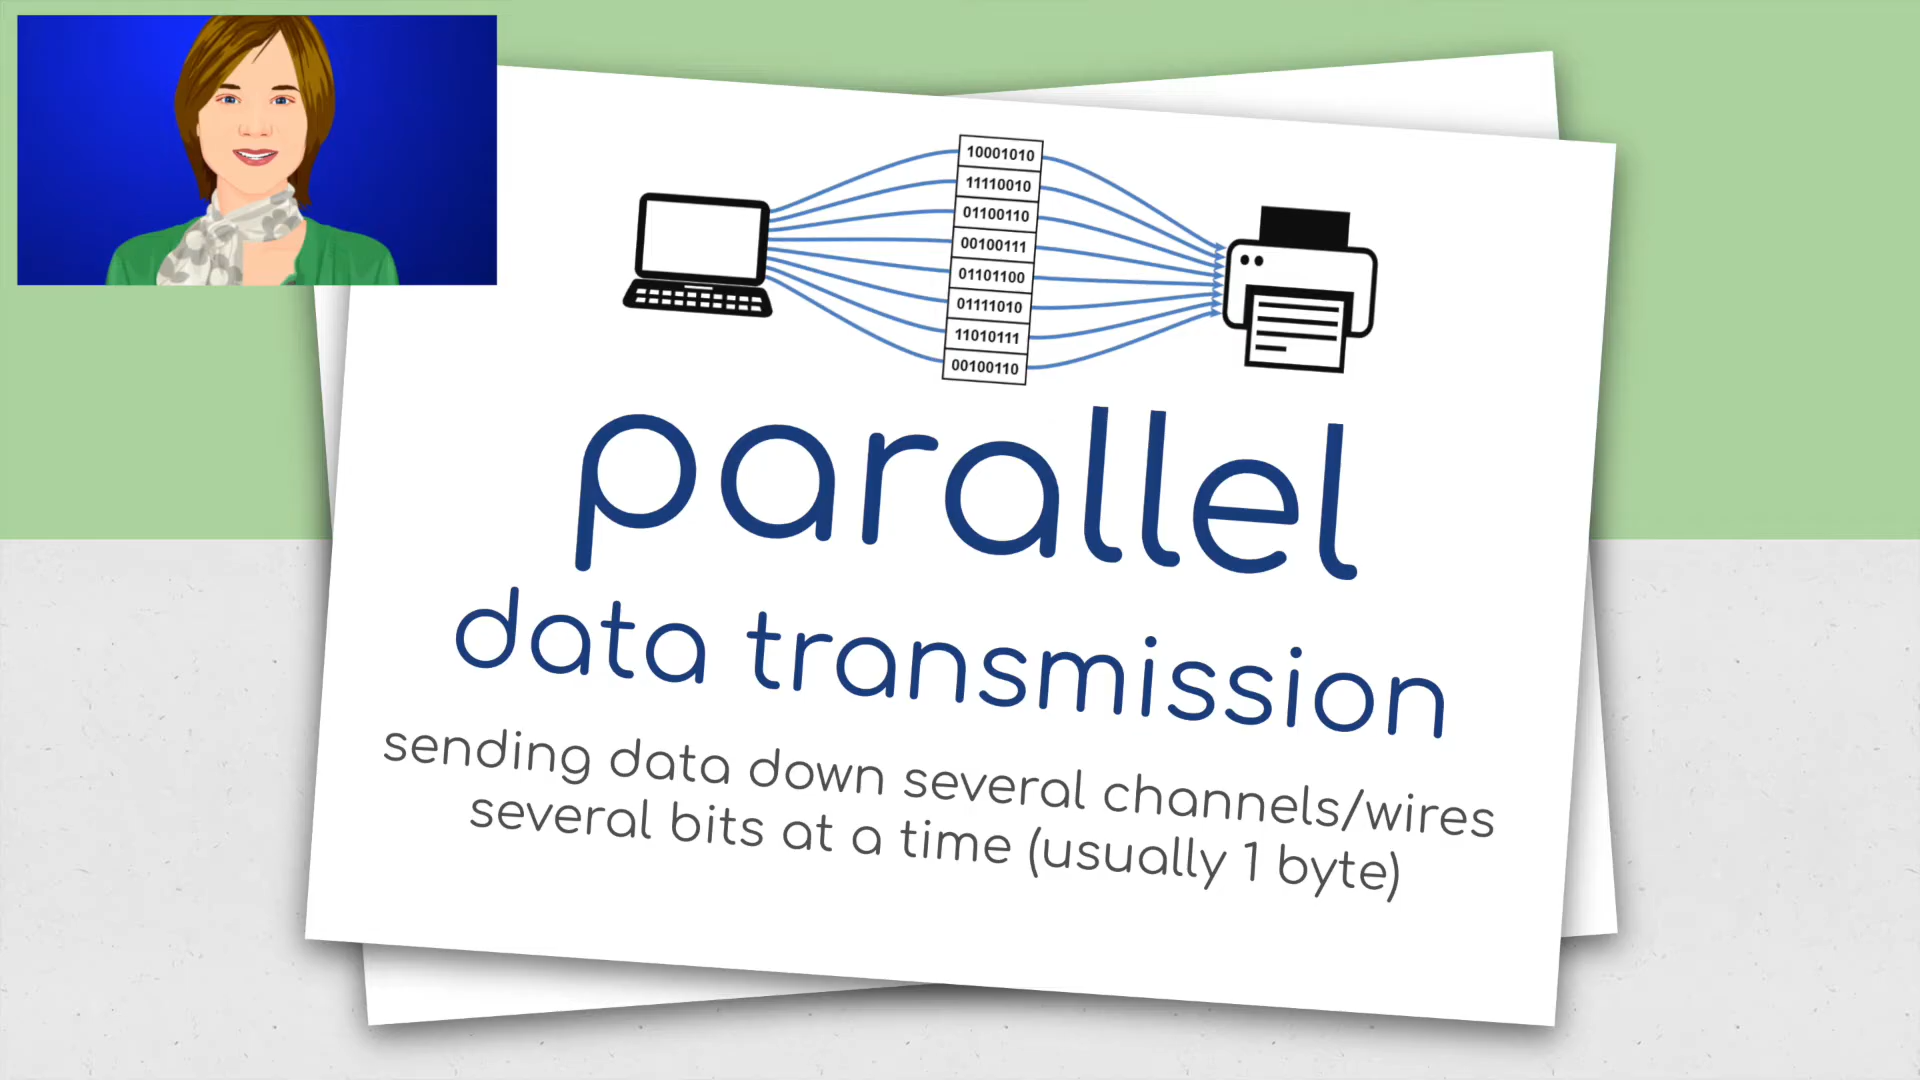 10001010
11110010
01100110
00100111
01101100
01111010
11010111
00100110
parallel
data transmission
sending data down several channels/wires
several bits at a time (usually 1 byte)